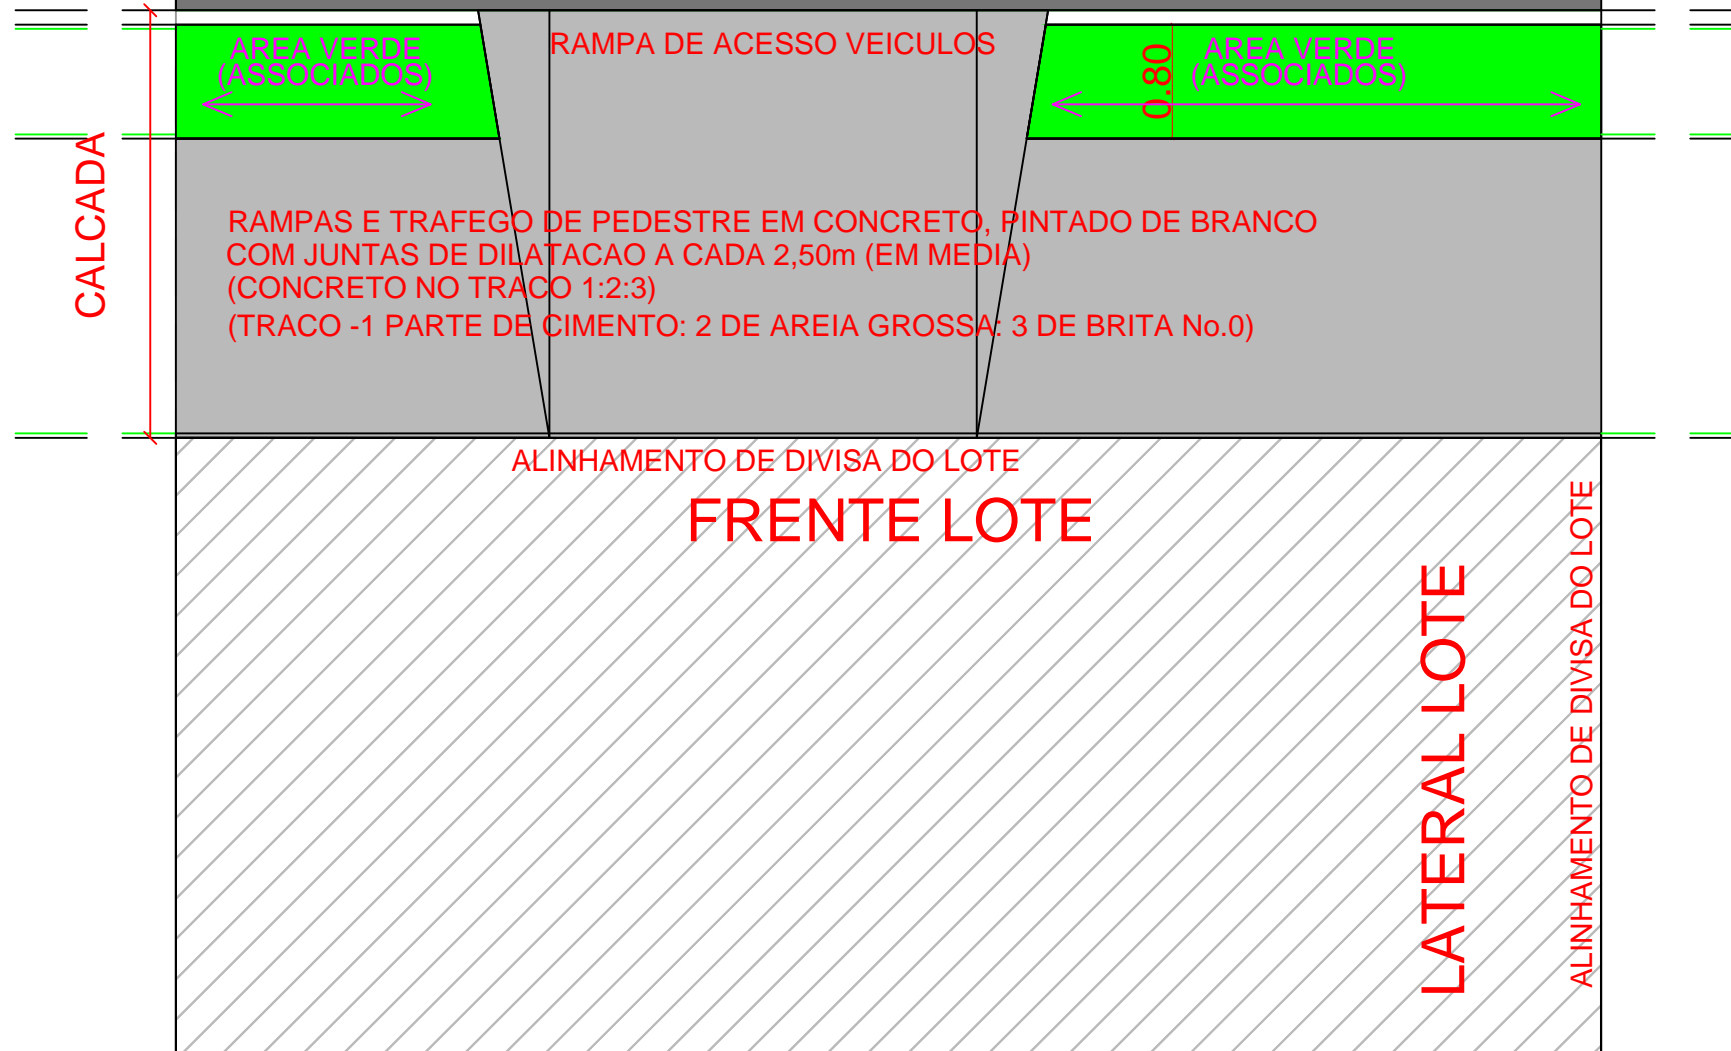 AREA VERDE
(ASSOCIADOS)
RAMPA DE ACESSO VEICULOS
0.80
AREA VERDE
(ASSOCIADOS)
CALCADA
RAMPAS E TRAFEGO DE PEDESTRE EM CONCRETO, PINTADO DE BRANCO
COM JUNTAS DE DILATACAO A CADA 2,50m (EM MEDIA)
(CONCRETO NO TRACO 1:2:3)
(TRACO -1 PARTE DE CIMENTO: 2 DE AREIA GROSSA: 3 DE BRITA No.0)
ALINHAMENTO DE DIVISA DO LOTE
FRENTE LOTE
LATERAL LOTE
ALINHAMENTO DE DIVISA DO LOTE